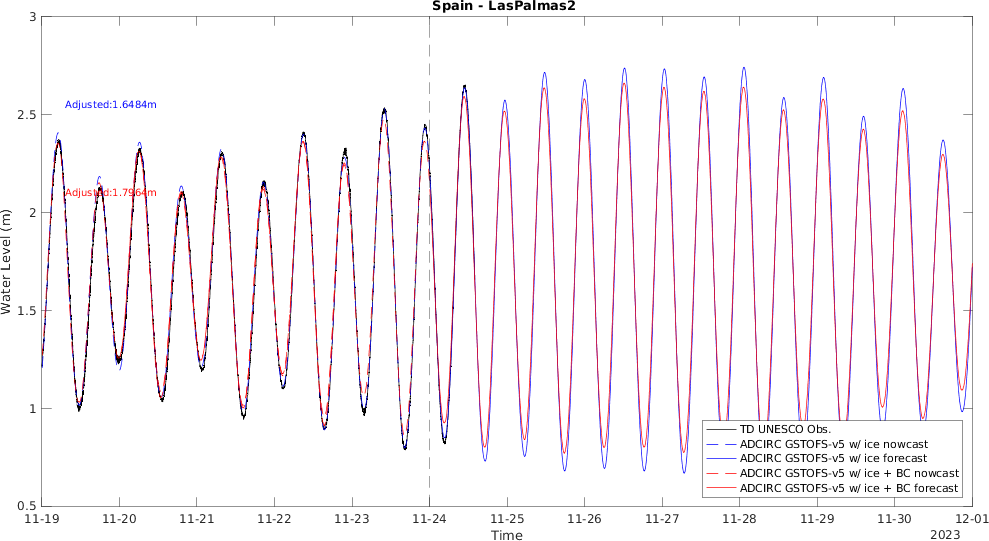 Spain - LasPalmas2
3
2.5
2
1.5
1
0.5
Water Level (m)
Adjusted:1.6484m
Adjusted:1.7964m
TD UNESCO Obs.
ADCIRC GSTOFS-v5 w/ ice nowcast
ADCIRC GSTOFS-v5 w/ ice forecast
ADCIRC GSTOFS-v5 w/ ice + BC nowcast
ADCIRC GSTOFS-v5 w/ ice + BC forecast
11-19 11-20 11-21 11-22 11-23 11-24 11-25 11-26 11-27 11-28 11-29 11-30 12-01
Time
2023